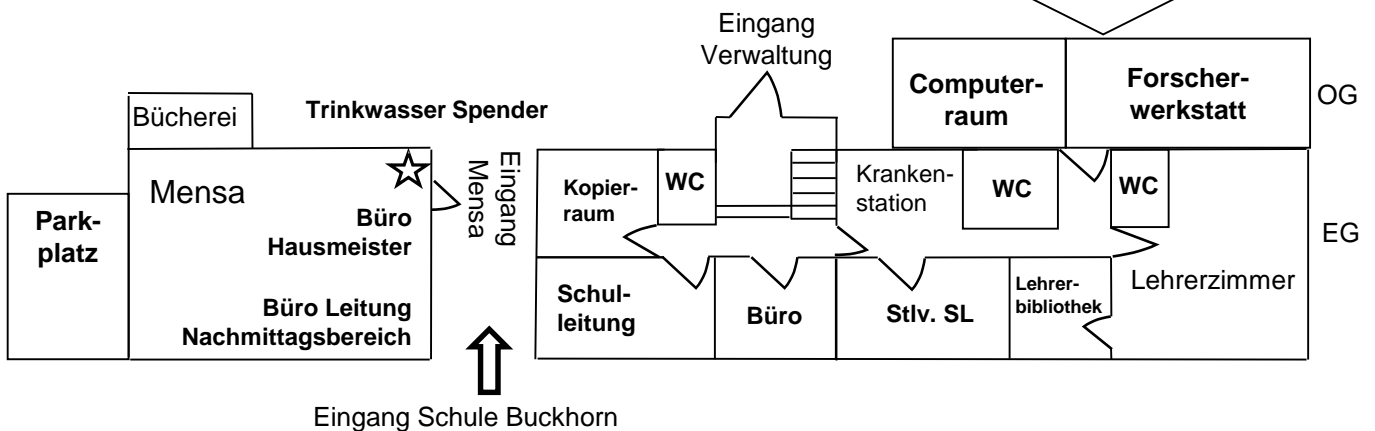 Eingang
Verwaltung
Computer-
raum
Forscher-
werkstatt
OG
Bücherei
Trinkwasser Spender
Mensa
Park-
platz
Büro
Hausmeister
Büro Leitung
Nachmittagsbereich
Eingang
Mensa
Kopier-
raum
WC
Kranken-
station
WC
WC
EG
Schul-
leitung
Büro
Stlv. SL
Lehrer-
bibliothek
Lehrerzimmer
Eingang Schule Buckhorn